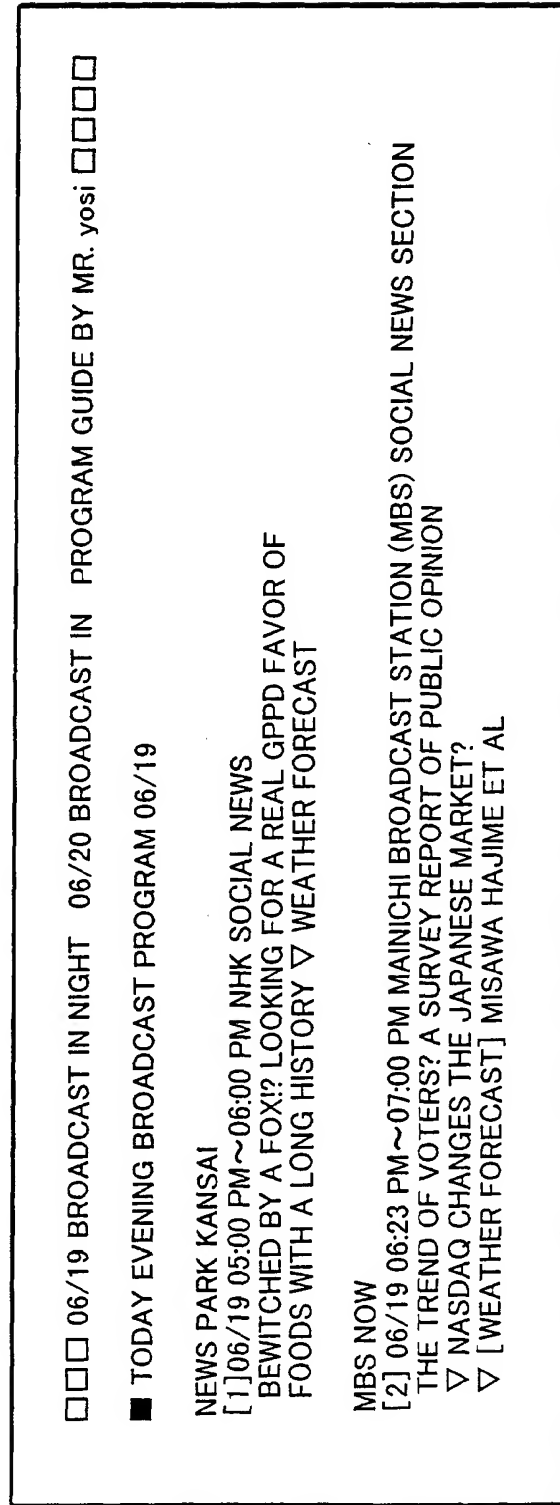 □□□ 06/19 BROADCAST IN NIGHT 06/20 BROADCAST IN PROGRAM GUIDE BY MR. yosi □□□□
■ TODAY EVENING BROADCAST PROGRAM 06/19
NEWS PARK KANSAI
[1]06/19 05:00 PM~06:00 PM NHK SOCIAL NEWS
BEWITCHED BY A FOX!? LOOKING FOR A REAL GPPD FAVOR OF
FOODS WITH A LONG HISTORY ▽ WEATHER FORECAST
MBS NOW
[2] 06/19 06:23 PM~07:00 PM MAINICHI BROADCAST STATION (MBS) SOCIAL NEWS SECTION
THE TREND OF VOTERS? A SURVEY REPORT OF PUBLIC OPINION
▽ NASDAQ CHANGES THE JAPANESE MARKET?
▽ [WEATHER FORECAST] MISAWA HAJIME ET AL